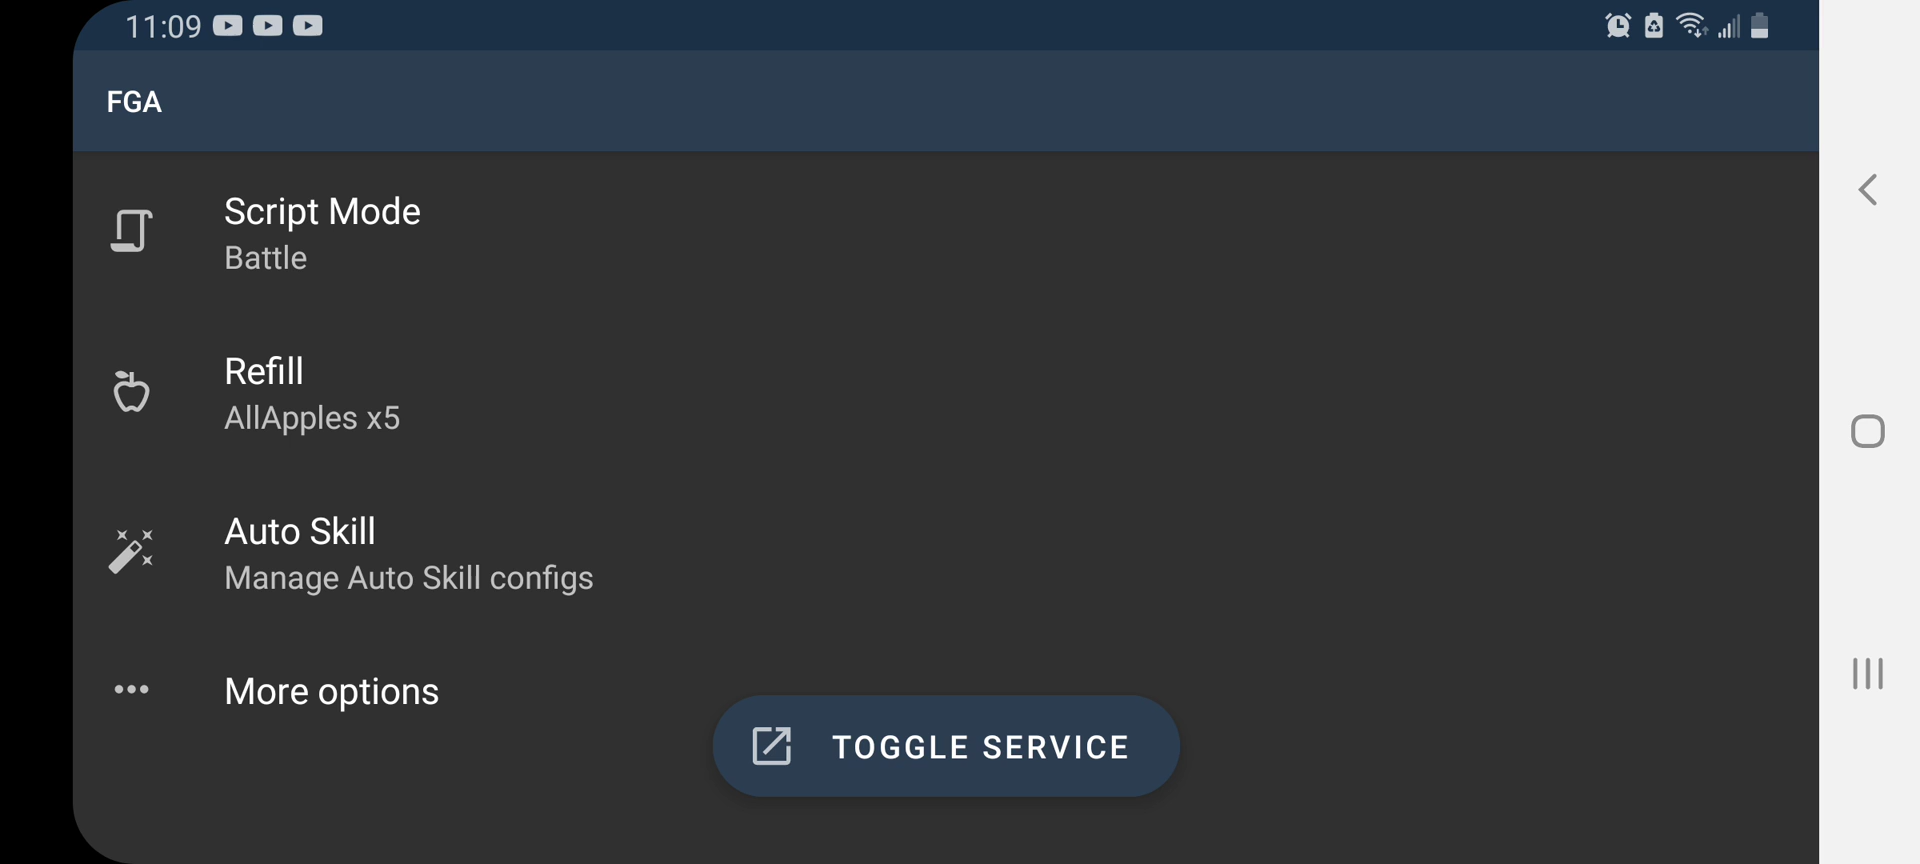 11:09
FGA
Script Mode
Battle
Refill
AllApples x5
Auto Skill
Manage Auto Skill configs
More options
TOGGLE SERVICE